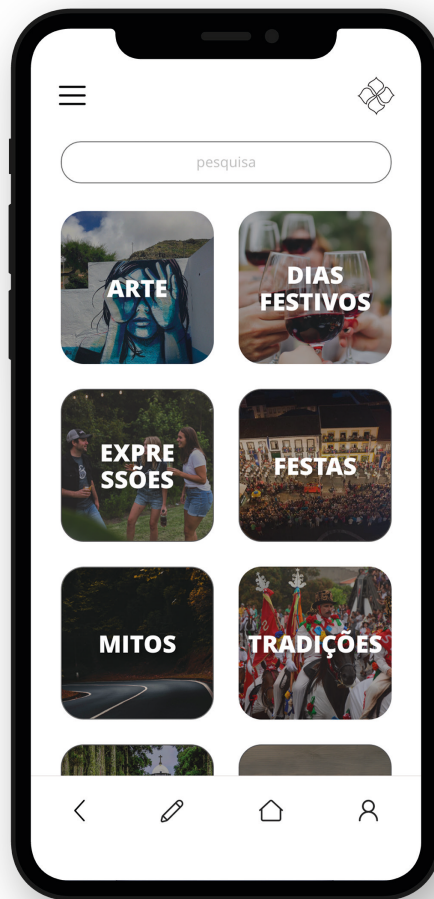 pesquisa
ARTE
DIAS
FESTIVOS
EXPRE
SSÕES
FESTAS
MITOS
TRADIÇÕES